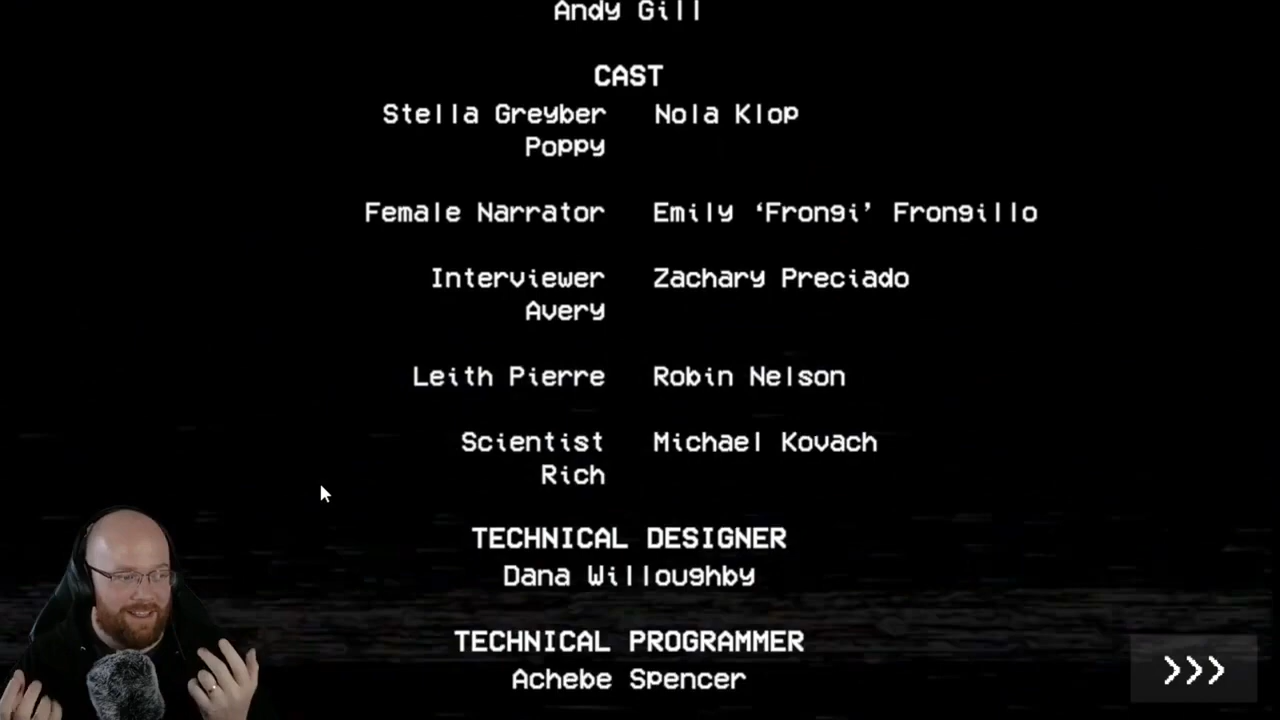 Andy Gill
CAST
Stella Greyber Nola Klop
Poppy
Female Narrator Emily ‘Frongi’ Frongillo
Interviewer Zachary Preciado
Avery
Leith Pierre Robin Nelson
Scientist Michael Kovach
Rich
TECHNICAL DESIGNER
Dana Willoughby
TECHNICAL PROGRAMMER
Achebe Spencer
>>>